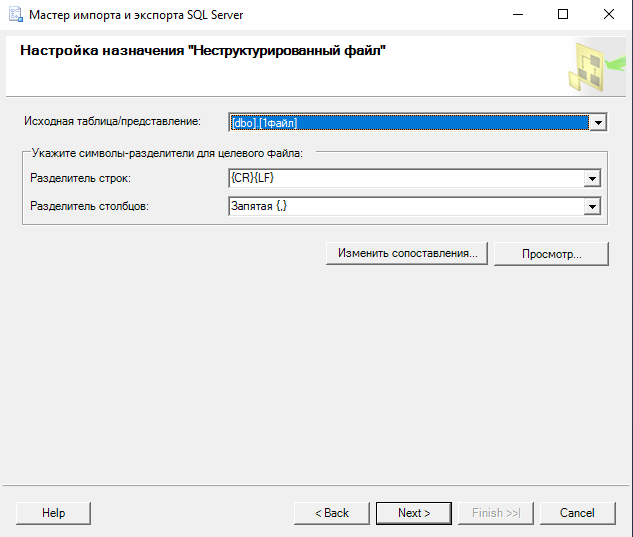 Мастер импорта и экспорта SQL Server
Настройка назначения "Неструктурированный файл"
Исходная таблица/представление:
[dbo].[1файл]
Укажите символы-разделители для целевого файла:
Разделитель строк:
{CR}{LF}
Разделитель столбцов:
Запятая {,}
Изменить сопоставления...
Просмотр...
Help
< Back
Next >
Finish >>|
Cancel